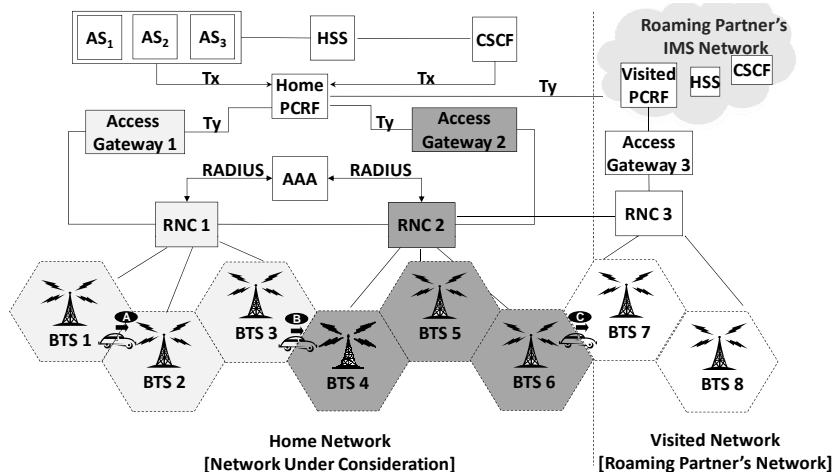 Roaming Partner's
IMS Network
AS1
AS2
AS3
HSS
CSCF
Visited
PCRF
HSS
CSCF
Tx
Home
PCRF
Tx
Ty
Access
Gateway 1
Ty
Ty
Access
Gateway 2
Access
Gateway 3
RADIUS
AAA
RADIUS
RNC 1
RNC 2
RNC 3
A
B
C
BTS 1
BTS 2
BTS 3
BTS 4
BTS 5
BTS 6
BTS 7
BTS 8
Home Network
[Network Under Consideration]
Visited Network
[Roaming Partner's Network]